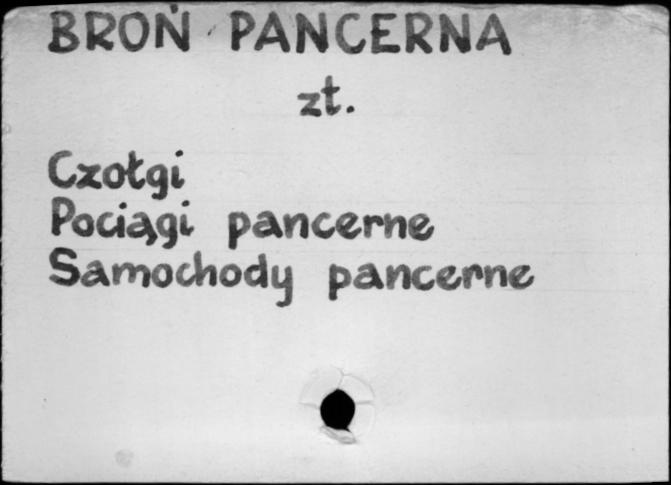 BROŃ PANCERNA
zt.
Czołgi
Pociągi pancerne
Samochody pancerne